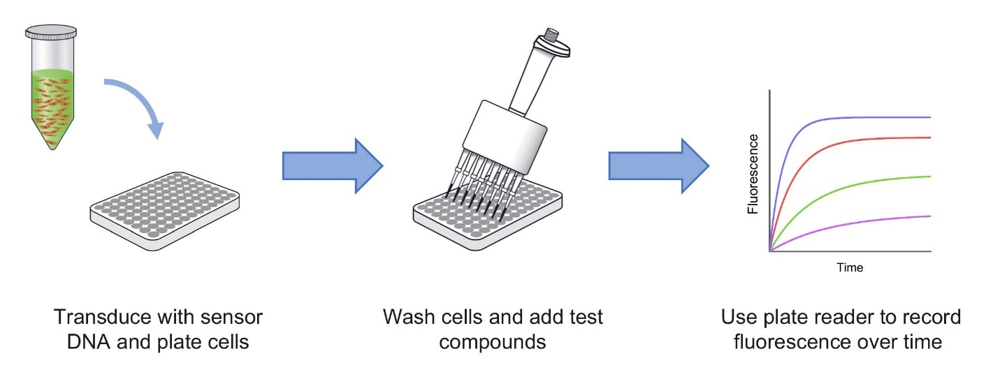 Fluorescence
Time
Transduce with sensor
DNA and plate cells
Wash cells and add test
compounds
Use plate reader to record
fluorescence over time